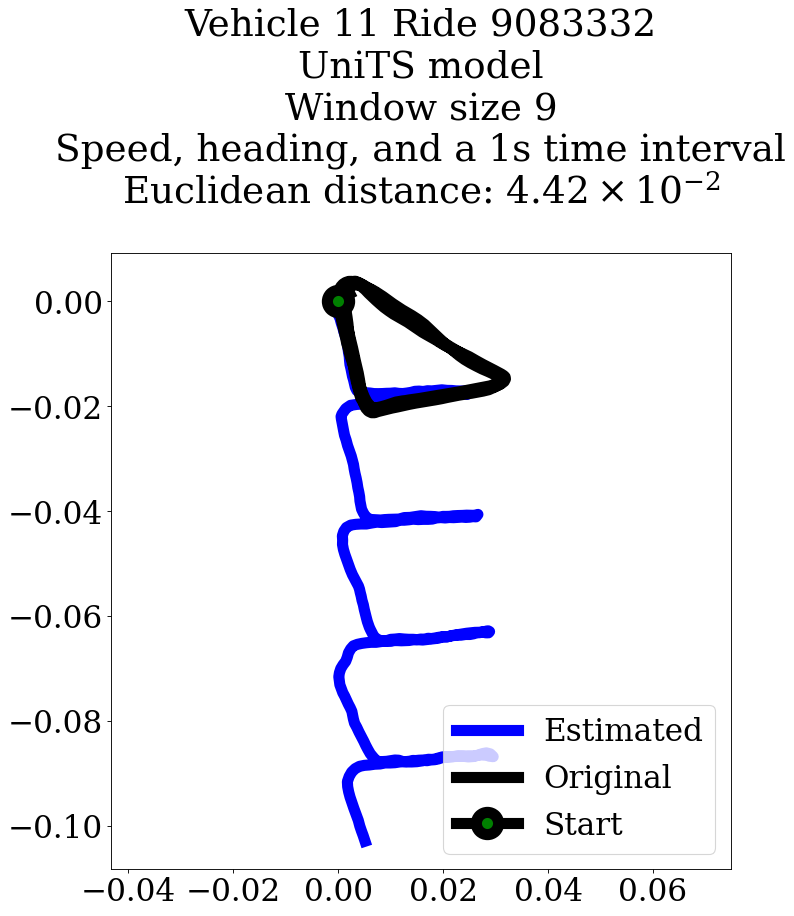 Vehicle 11 Ride 9083332
UniTS model
Window size 9
Speed, heading, and a 1s time interval
Euclidean distance: 4.42 × 10⁻²
0.00
−0.02
−0.04
−0.06
−0.08
−0.10
Estimated
Original
Start
−0.04
−0.02
0.00
0.02
0.04
0.06